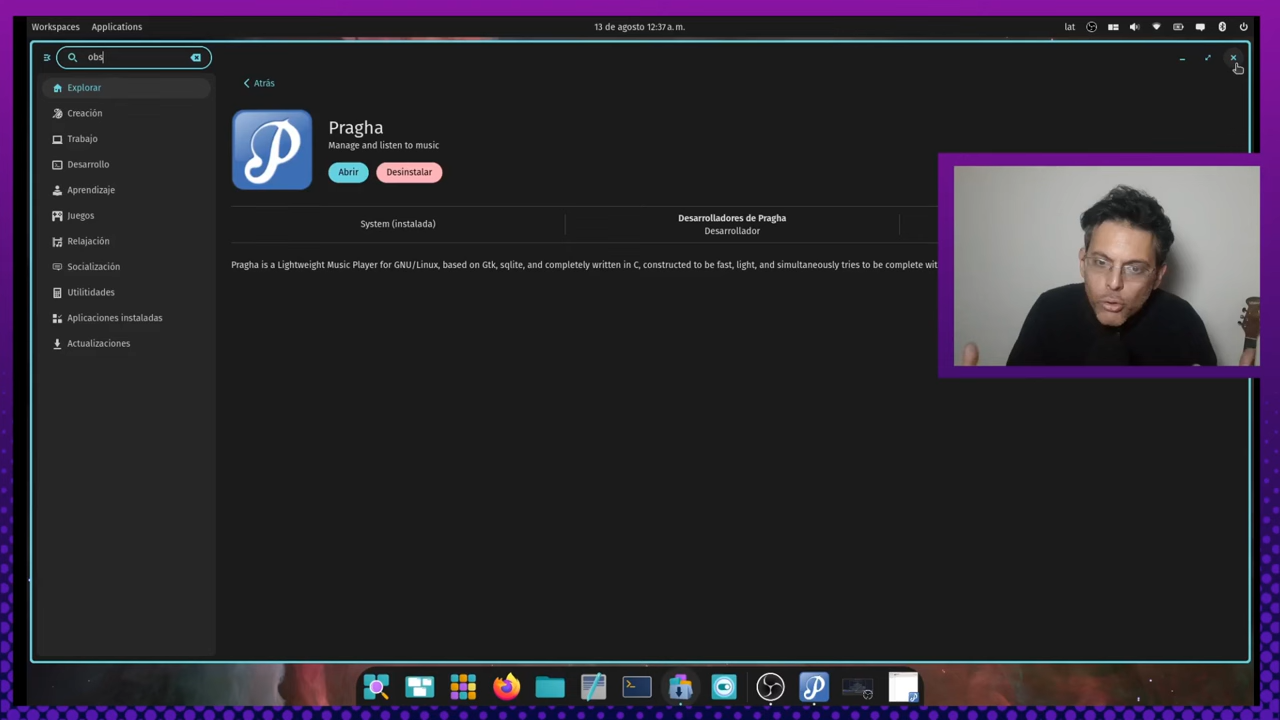 Workspaces Applications 13 de agosto 12:37 a. m. lat
obs
Explorar
Creación
Trabajo
Desarrollo
Aprendizaje
Juegos
Relajación
Socialización
Utilitidades
Aplicaciones instaladas
Actualizaciones
Atrás
Pragha
Manage and listen to music
Abrir Desinstalar
System (instalada)
Desarrolladores de Pragha
Desarrollador
Pragha is a Lightweight Music Player for GNU/Linux, based on Gtk, sqlite, and completely written in C, constructed to be fast, light, and simultaneously tries to be complete wit